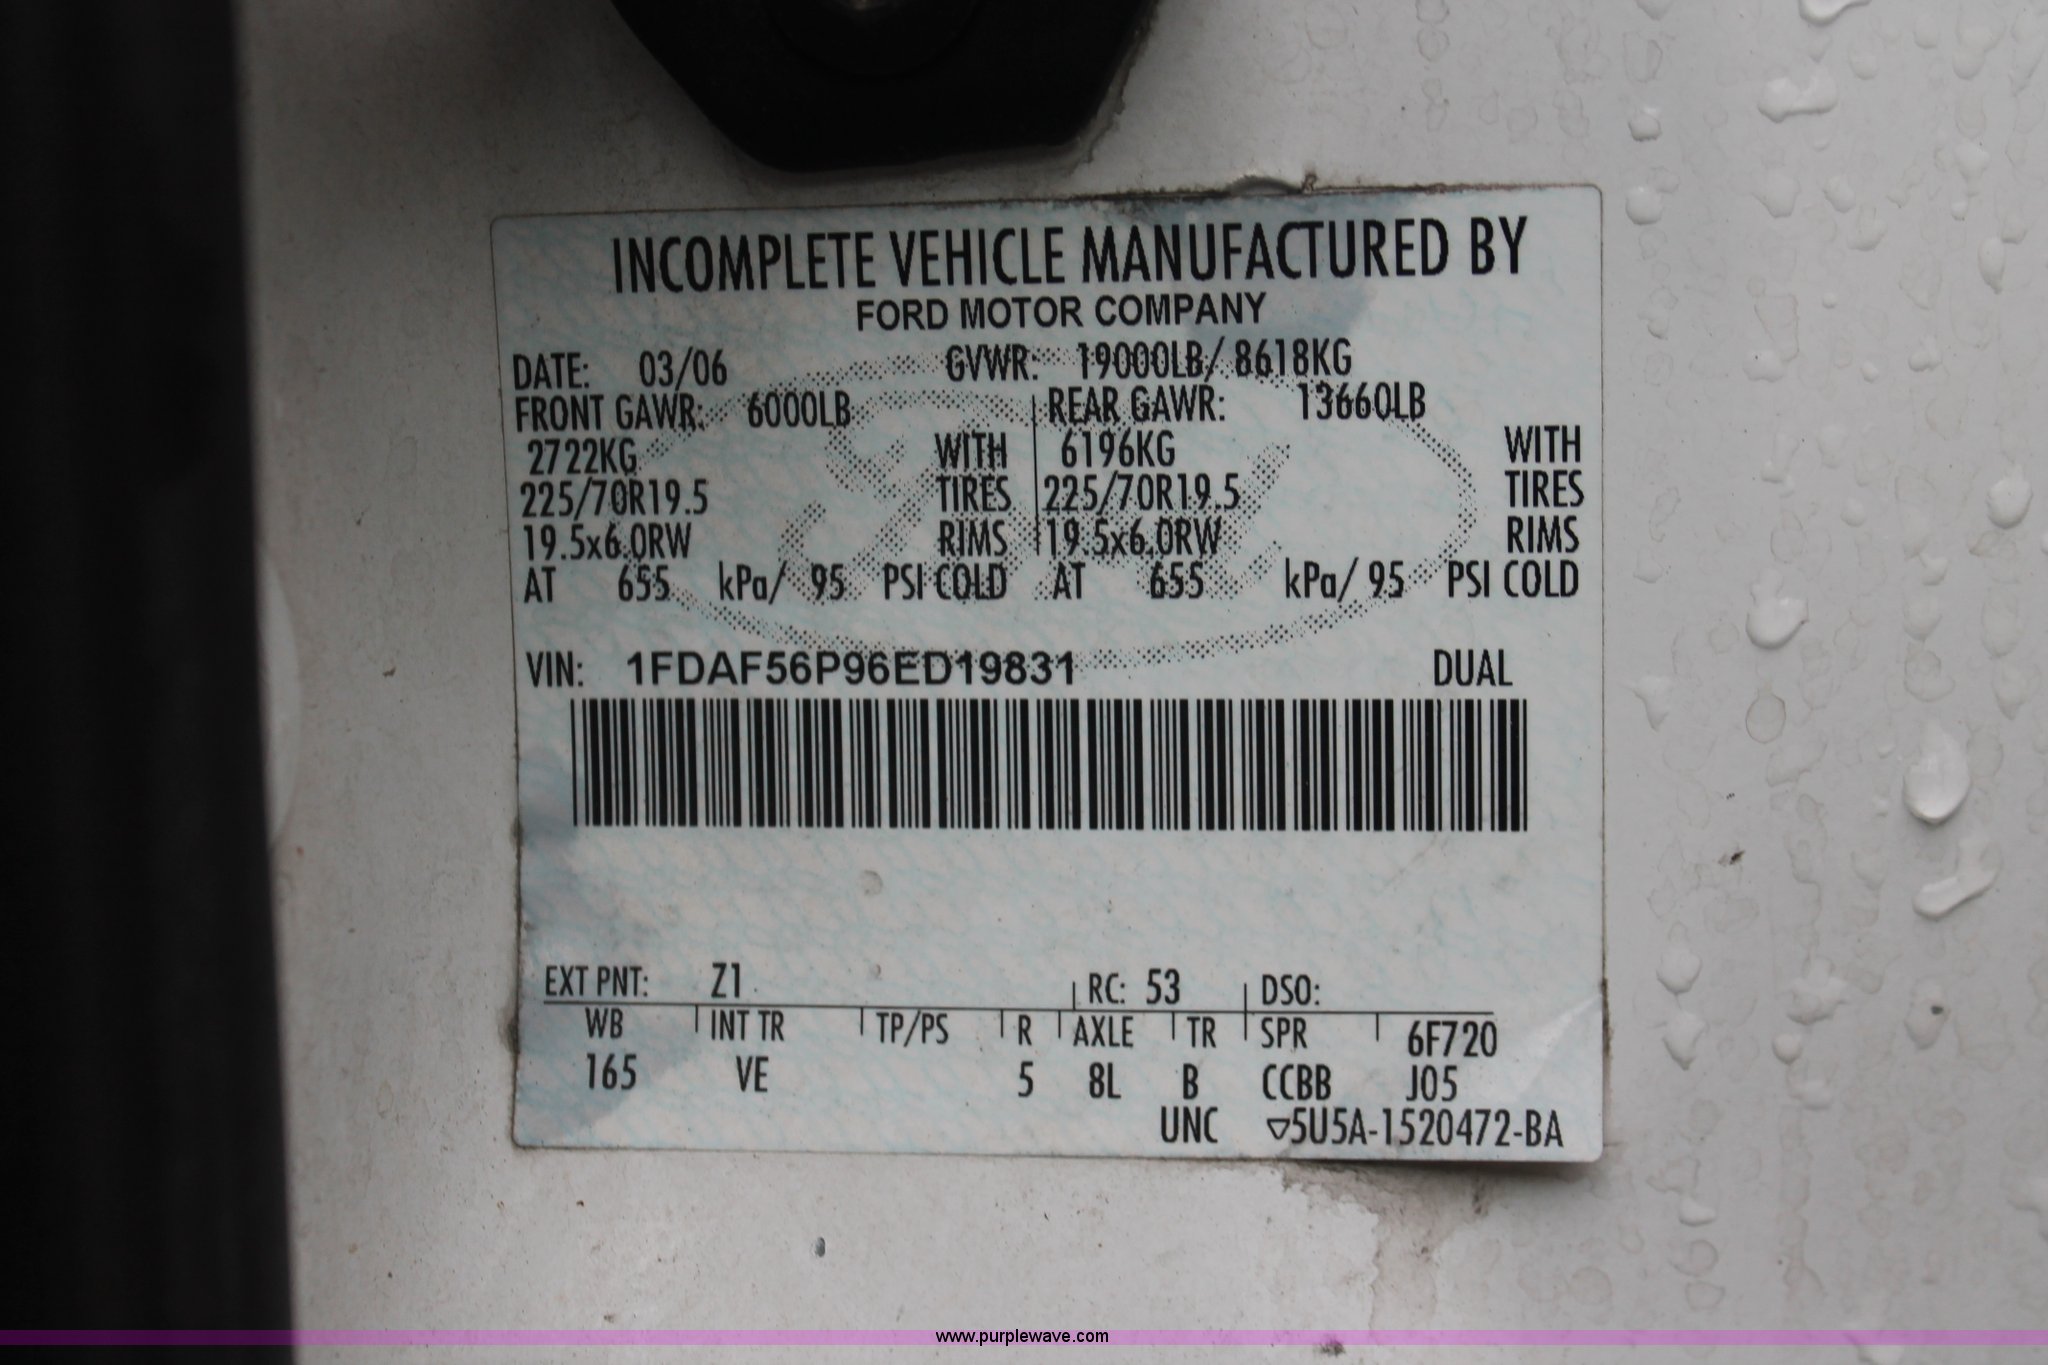 INCOMPLETE VEHICLE MANUFACTURED BY
FORD MOTOR COMPANY
DATE: 03/06 GVWR: 19000LB/ 8618KG
FRONT GAWR: 6000LB REAR GAWR: 13660LB
2722KG WITH 6196KG WITH
225/70R19.5 TIRES 225/70R19.5 TIRES
19.5x6.0RW RIMS 19.5x6.0RW RIMS
AT 655 kPa/ 95 PSI COLD AT 655 kPa/ 95 PSI COLD
VIN: 1FDAF56P96ED19831 DUAL
EXT PNT: Z1 RC: 53 DSO:
WB INT TR TP/PS R AXLE TR SPR 6F720
165 VE 5 8L B CCBB J05
UNC ▽5U5A-1520472-BA
www.purplewave.com